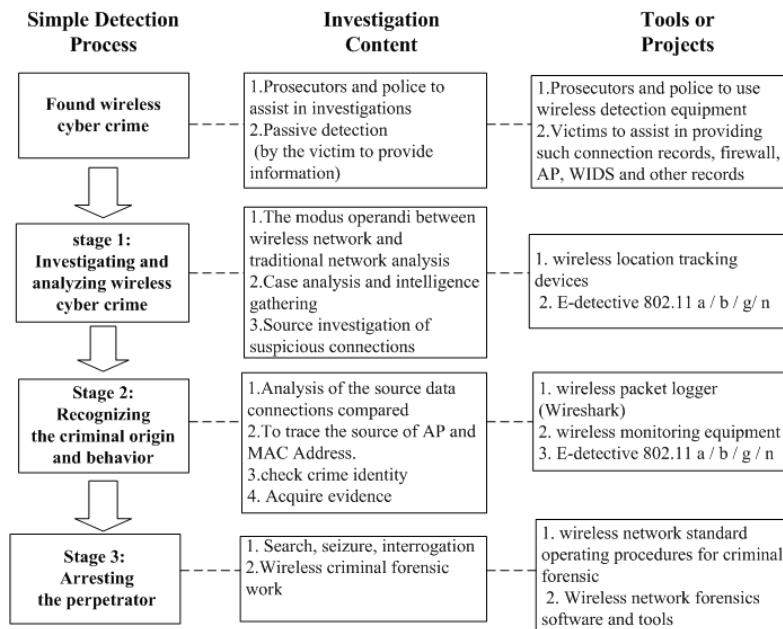 Simple Detection
Process
Investigation
Content
Tools or
Projects
Found wireless
cyber crime
1.Prosecutors and police to
assist in investigations
2.Passive detection
(by the victim to provide
information)
1.Prosecutors and police to use
wireless detection equipment
2.Victims to assist in providing
such connection records, firewall,
AP, WIDS and other records
stage 1:
Investigating and
analyzing wireless
cyber crime
1.The modus operandi between
wireless network and
traditional network analysis
2.Case analysis and intelligence
gathering
3.Source investigation of
suspicious connections
1. wireless location tracking
devices
2. E-detective 802.11 a / b / g/ n
Stage 2:
Recognizing
the criminal origin
and behavior
1.Analysis of the source data
connections compared
2.To trace the source of AP and
MAC Address.
3.check crime identity
4. Acquire evidence
1. wireless packet logger
(Wireshark)
2. wireless monitoring equipment
3. E-detective 802.11 a / b / g / n
Stage 3:
Arresting
the perpetrator
1. Search, seizure, interrogation
2.Wireless criminal forensic
work
1. wireless network standard
operating procedures for criminal
forensic
2. Wireless network forensics
software and tools